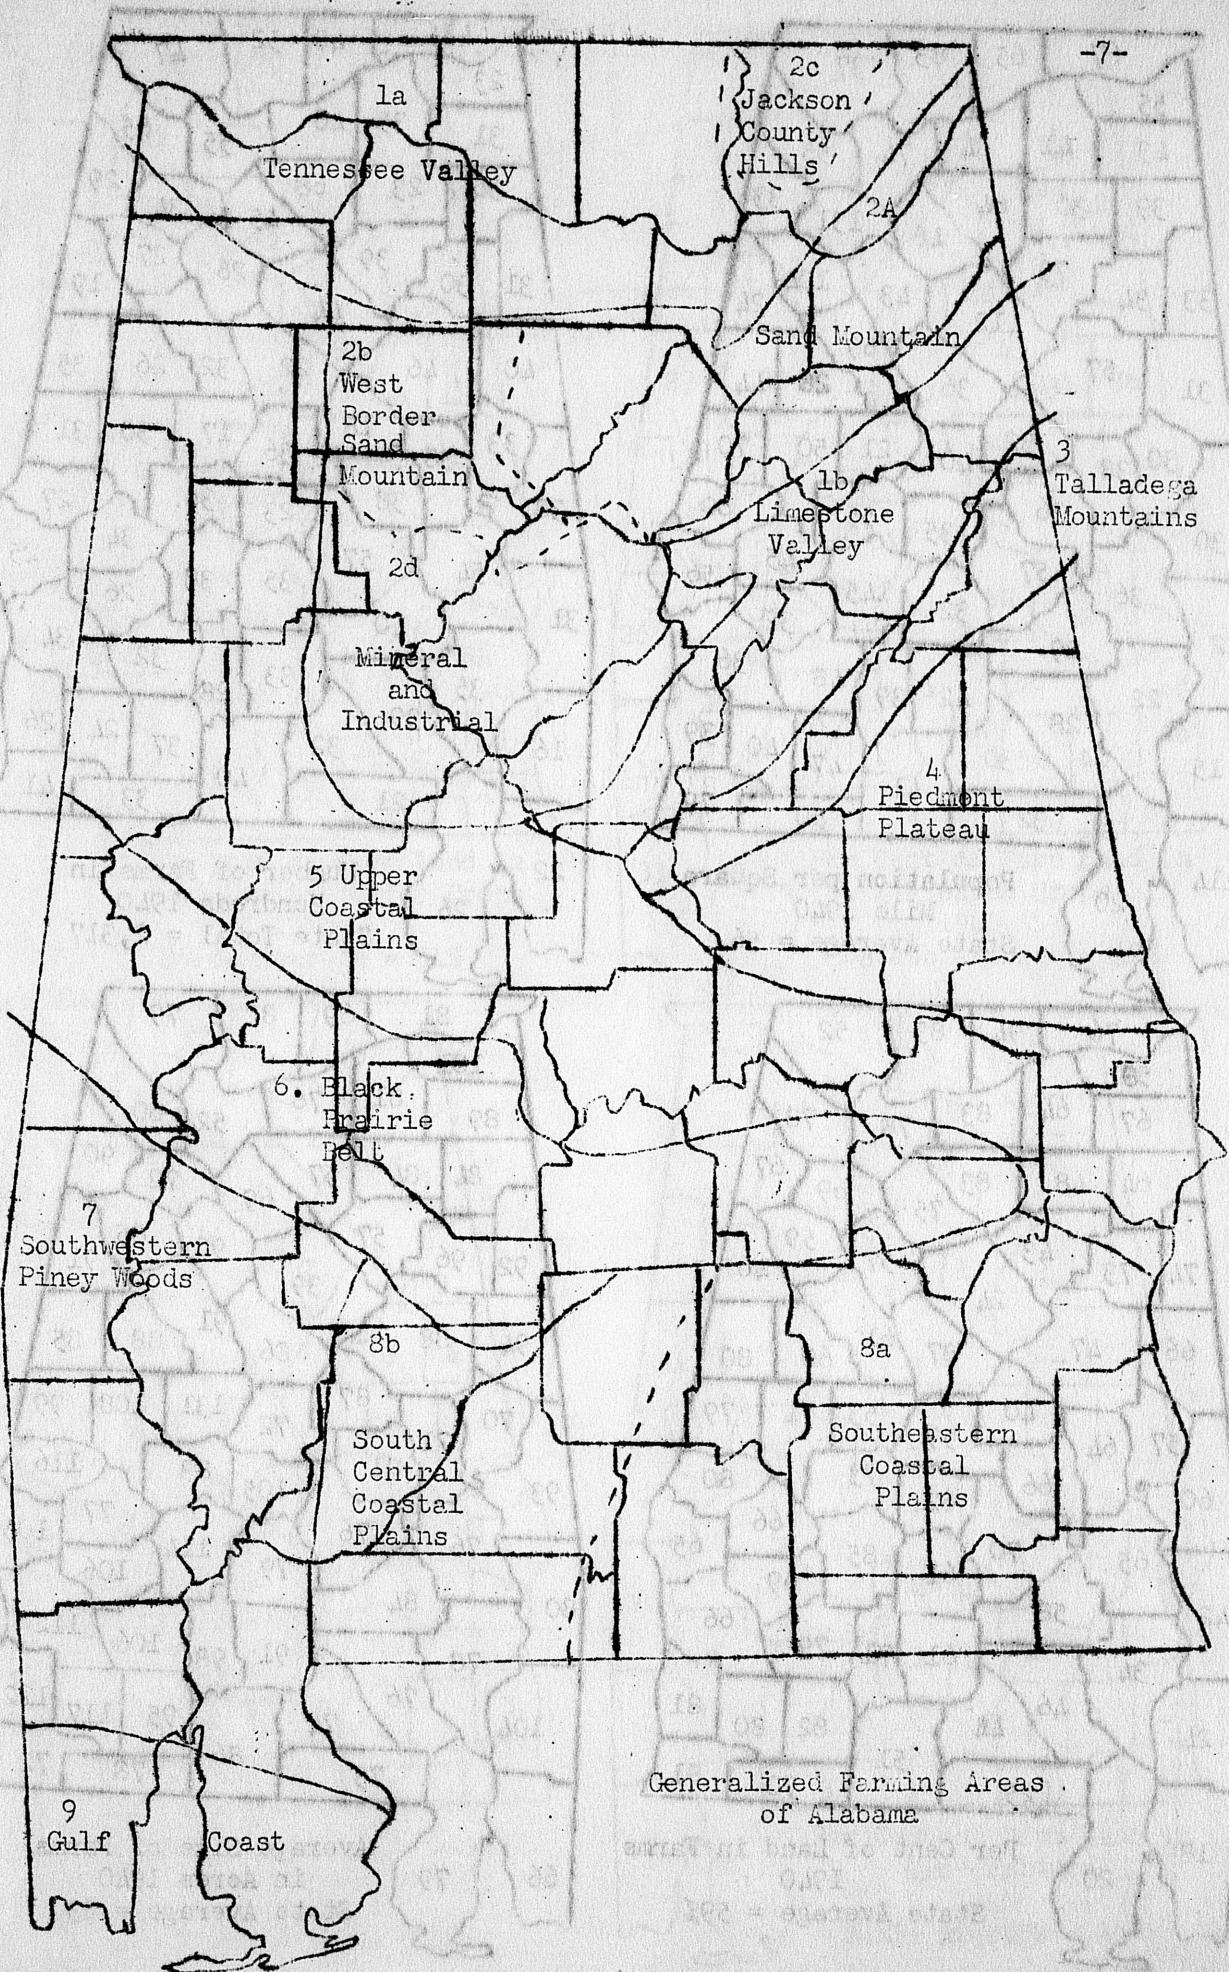 -7-
1a
Tennessee Valley
2c
Jackson
County
Hills
2A
Sand Mountain
2b
West
Border
Sand
Mountain
2d
Mineral
and
Industrial
1b
Limestone
Valley
3
Talladega
Mountains
4
Piedmont
Plateau
5 Upper
Coastal
Plains
6. Black
Prairie
Belt
7
Southwestern
Piney Woods
8b
South
Central
Coastal
Plains
8a
Southeastern
Coastal
Plains
9
Gulf Coast
Generalized Farming Areas
of Alabama